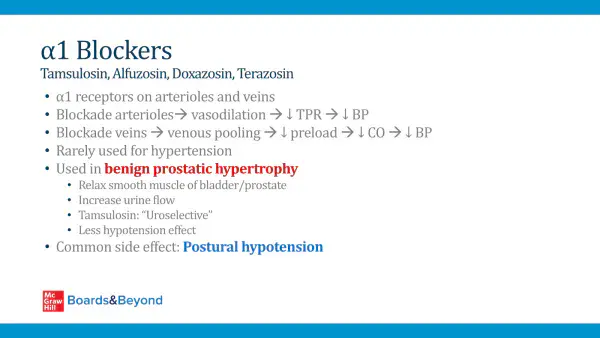 α1 Blockers
Tamsulosin, Alfuzosin, Doxazosin, Terazosin
• α1 receptors on arterioles and veins
• Blockade arterioles→ vasodilation → ↓ TPR → ↓ BP
• Blockade veins → venous pooling → ↓ preload → ↓ CO → ↓ BP
• Rarely used for hypertension
• Used in benign prostatic hypertrophy
• Relax smooth muscle of bladder/prostate
• Increase urine flow
• Tamsulosin: “Uroselective”
• Less hypotension effect
• Common side effect: Postural hypotension
Mc
Graw
Hill
Boards&Beyond